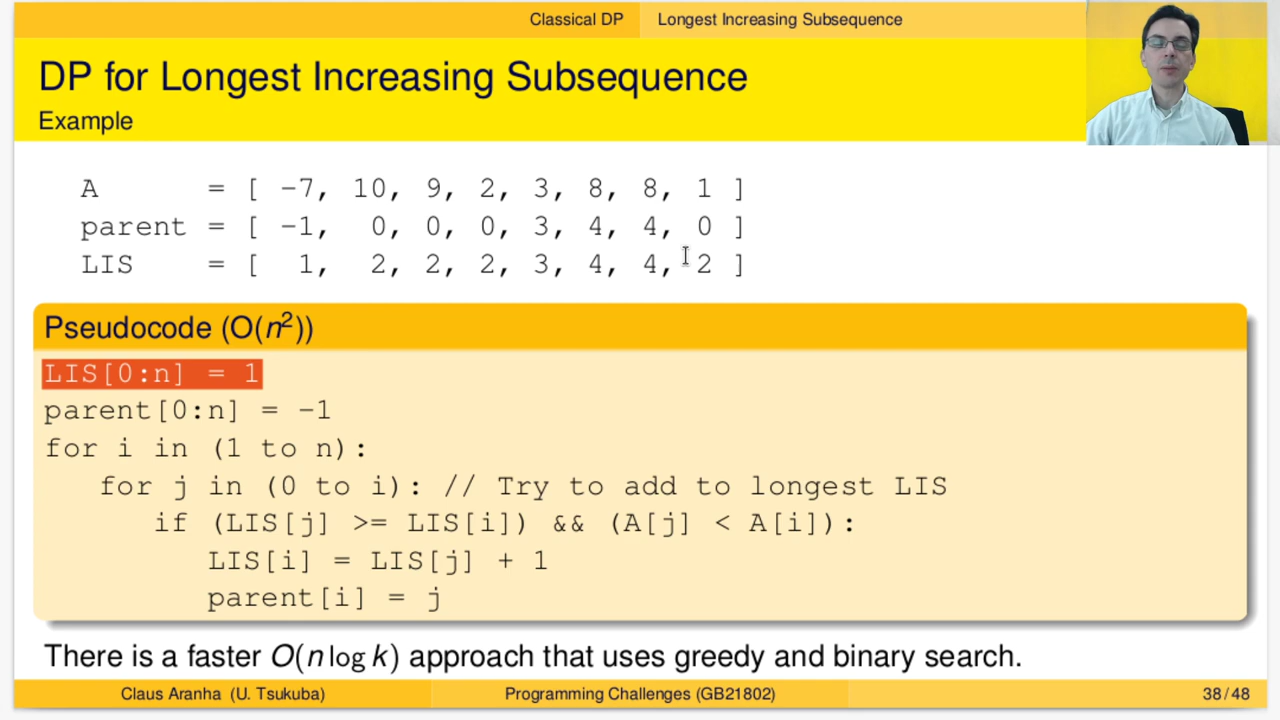 Classical DP Longest Increasing Subsequence
DP for Longest Increasing Subsequence
Example
A = [ -7, 10, 9, 2, 3, 8, 8, 1 ]
parent = [ -1, 0, 0, 0, 3, 4, 4, 0 ]
LIS = [ 1, 2, 2, 2, 3, 4, 4, 2 ]
Pseudocode (O(n²))
LIS[0:n] = 1
parent[0:n] = -1
for i in (1 to n):
for j in (0 to i): // Try to add to longest LIS
if (LIS[j] >= LIS[i]) && (A[j] < A[i]):
LIS[i] = LIS[j] + 1
parent[i] = j
There is a faster O(n log k) approach that uses greedy and binary search.
Claus Aranha (U. Tsukuba) Programming Challenges (GB21802) 38 / 48